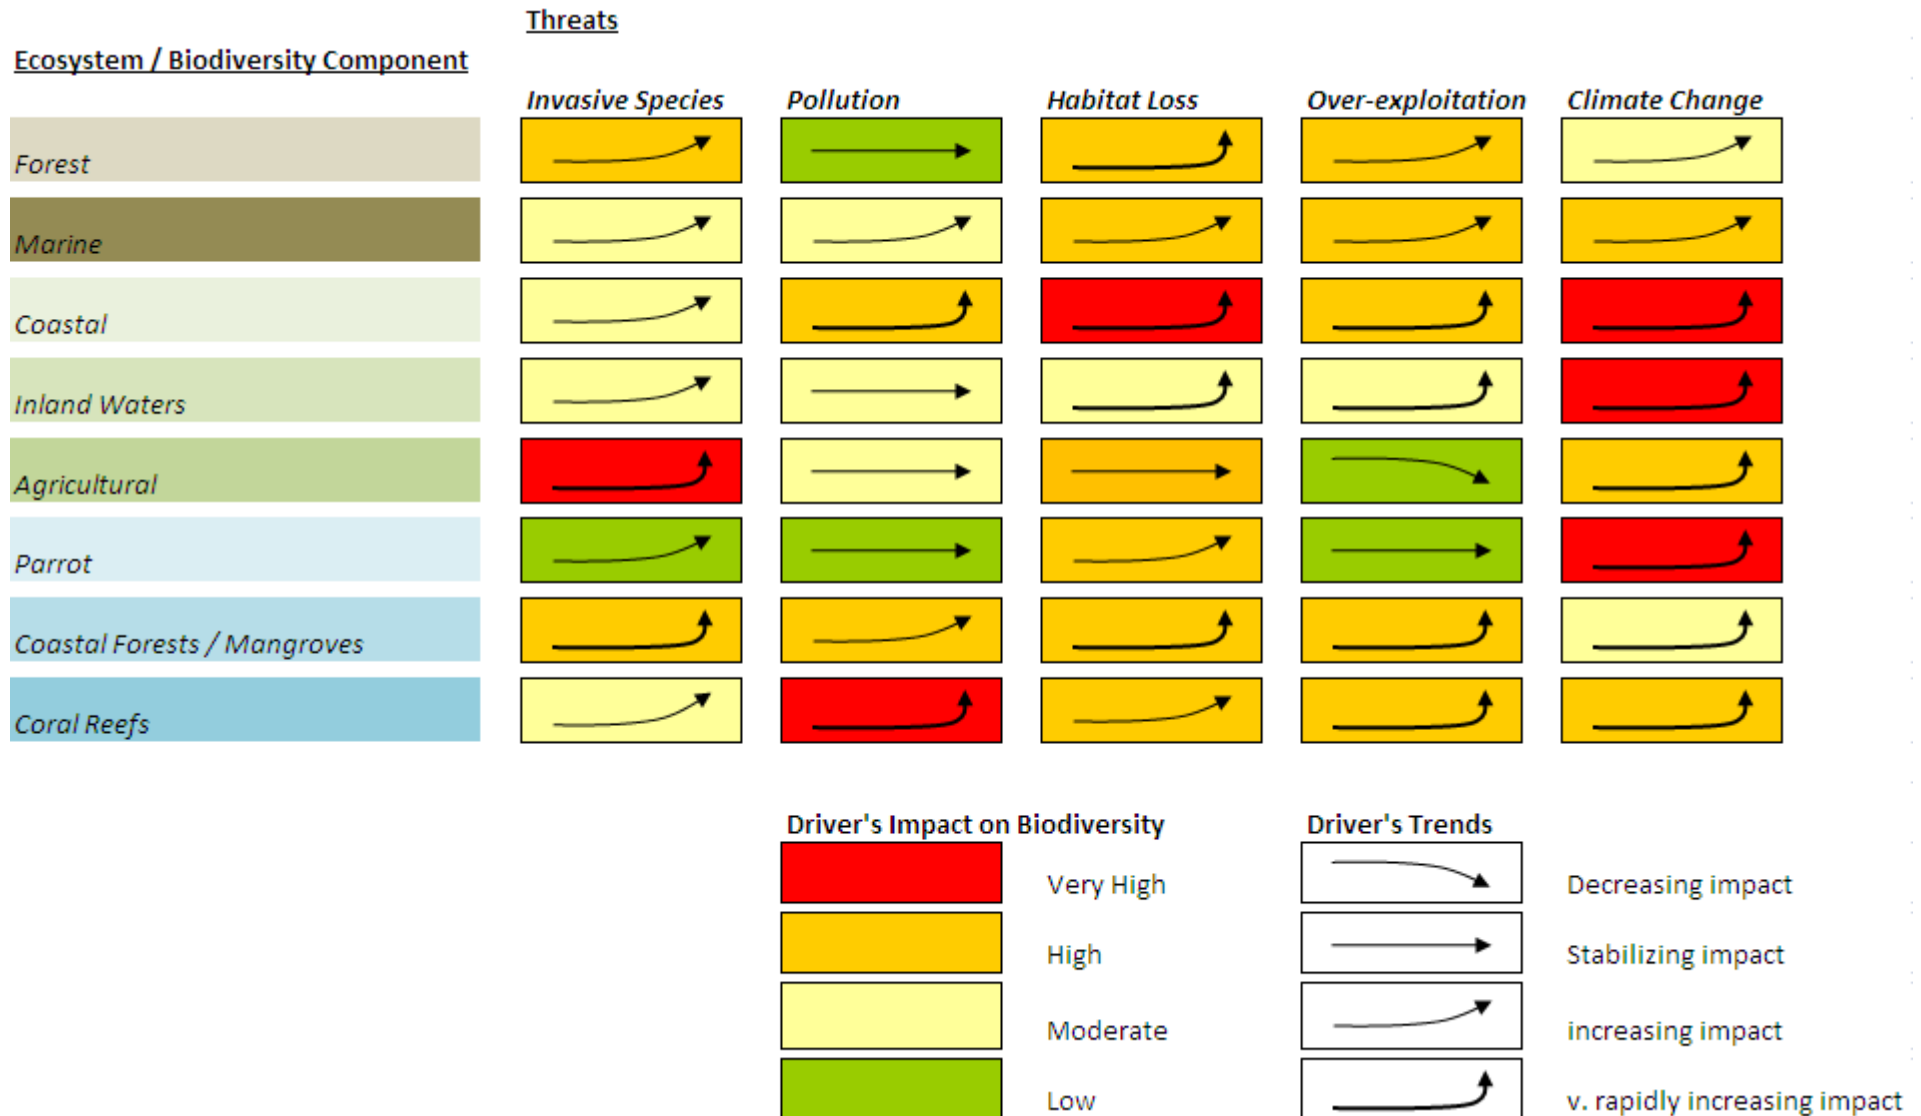 Threats
Ecosystem / Biodiversity Component
Invasive Species Pollution Habitat Loss Over-exploitation Climate Change
Forest
Marine
Coastal
Inland Waters
Agricultural
Parrot
Coastal Forests / Mangroves
Coral Reefs
Driver's Impact on Biodiversity Driver's Trends
Very High Decreasing impact
High Stabilizing impact
Moderate increasing impact
Low v. rapidly increasing impact